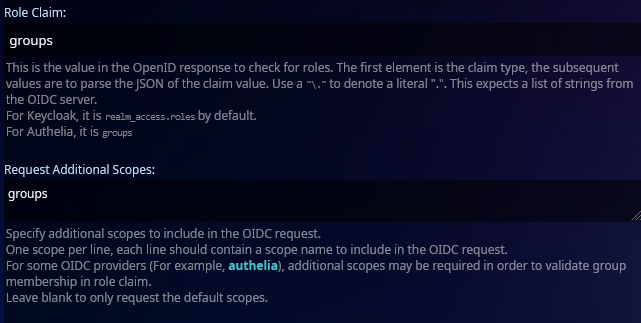 Role Claim:
groups
This is the value in the OpenID response to check for roles. The first element is the claim type, the subsequent
values are to parse the JSON of the claim value. Use a "\." to denote a literal ".". This expects a list of strings from
the OIDC server.
For Keycloak, it is realm_access.roles by default.
For Authelia, it is groups
Request Additional Scopes:
groups
Specify additional scopes to include in the OIDC request.
One scope per line, each line should contain a scope name to include in the OIDC request.
For some OIDC providers (For example, authelia), additional scopes may be required in order to validate group
membership in role claim.
Leave blank to only request the default scopes.